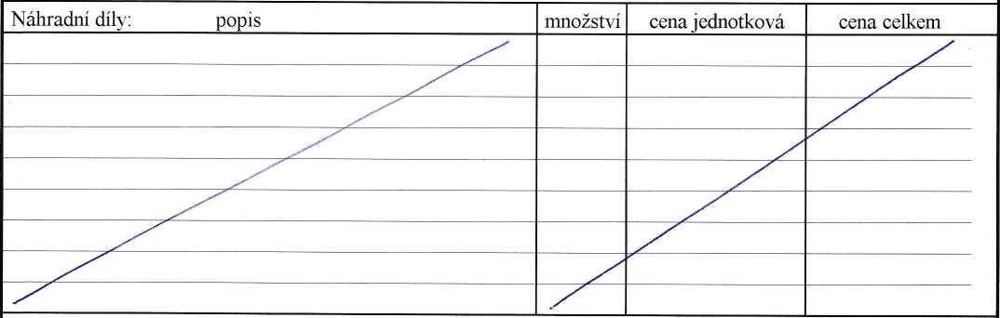 Náhradní díly: popis množství cena jednotková cena celkem